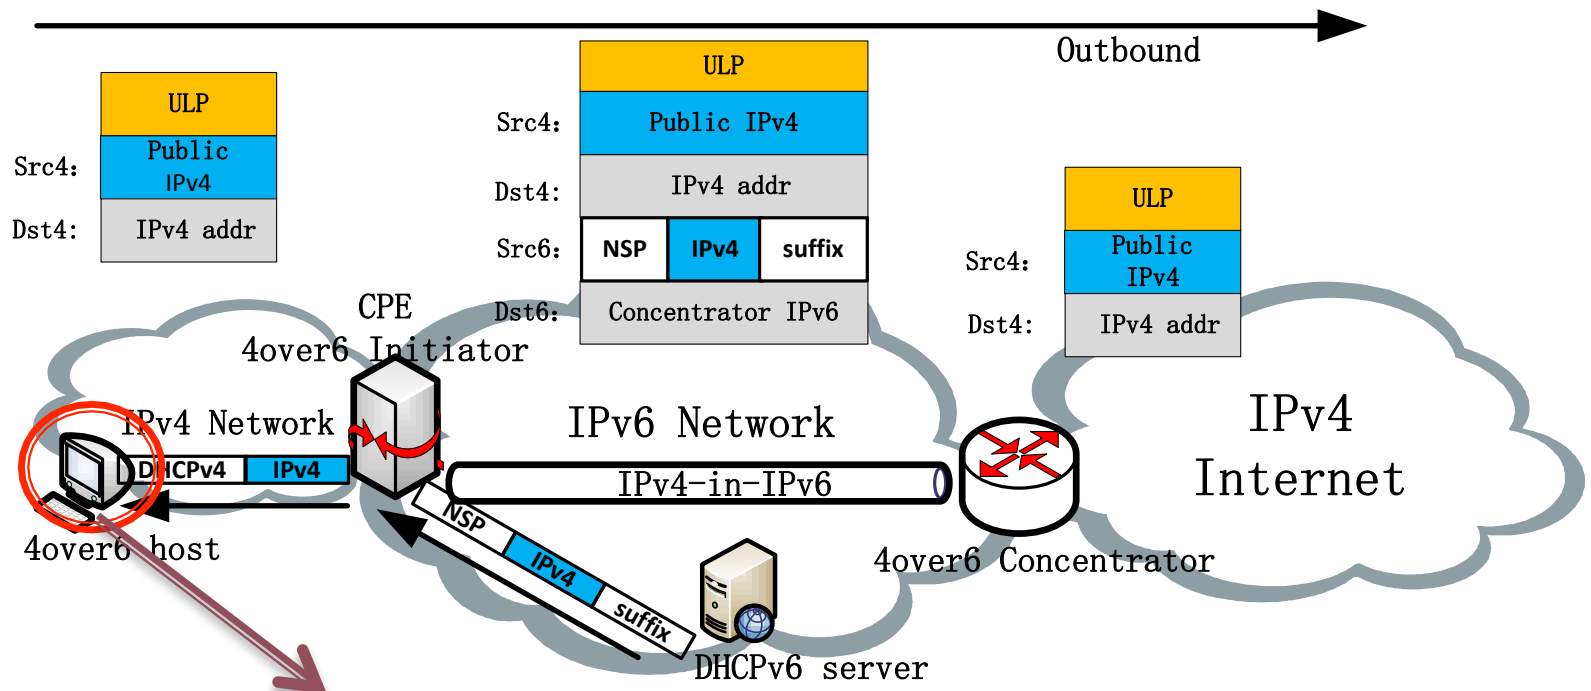 Outbound
ULP
Src4: Public
IPv4
Dst4: IPv4 addr
ULP
Src4: Public IPv4
Dst4: IPv4 addr
Src6: NSP IPv4 suffix
Dst6: Concentrator IPv6
ULP
Src4: Public
IPv4
Dst4: IPv4 addr
CPE
4over6 Initiator
IPv4 Network
DHCPv4 IPv4
4over6 host
IPv6 Network
IPv4-in-IPv6
NSP IPv4 suffix
DHCPv6 server
4over6 Concentrator
IPv4
Internet